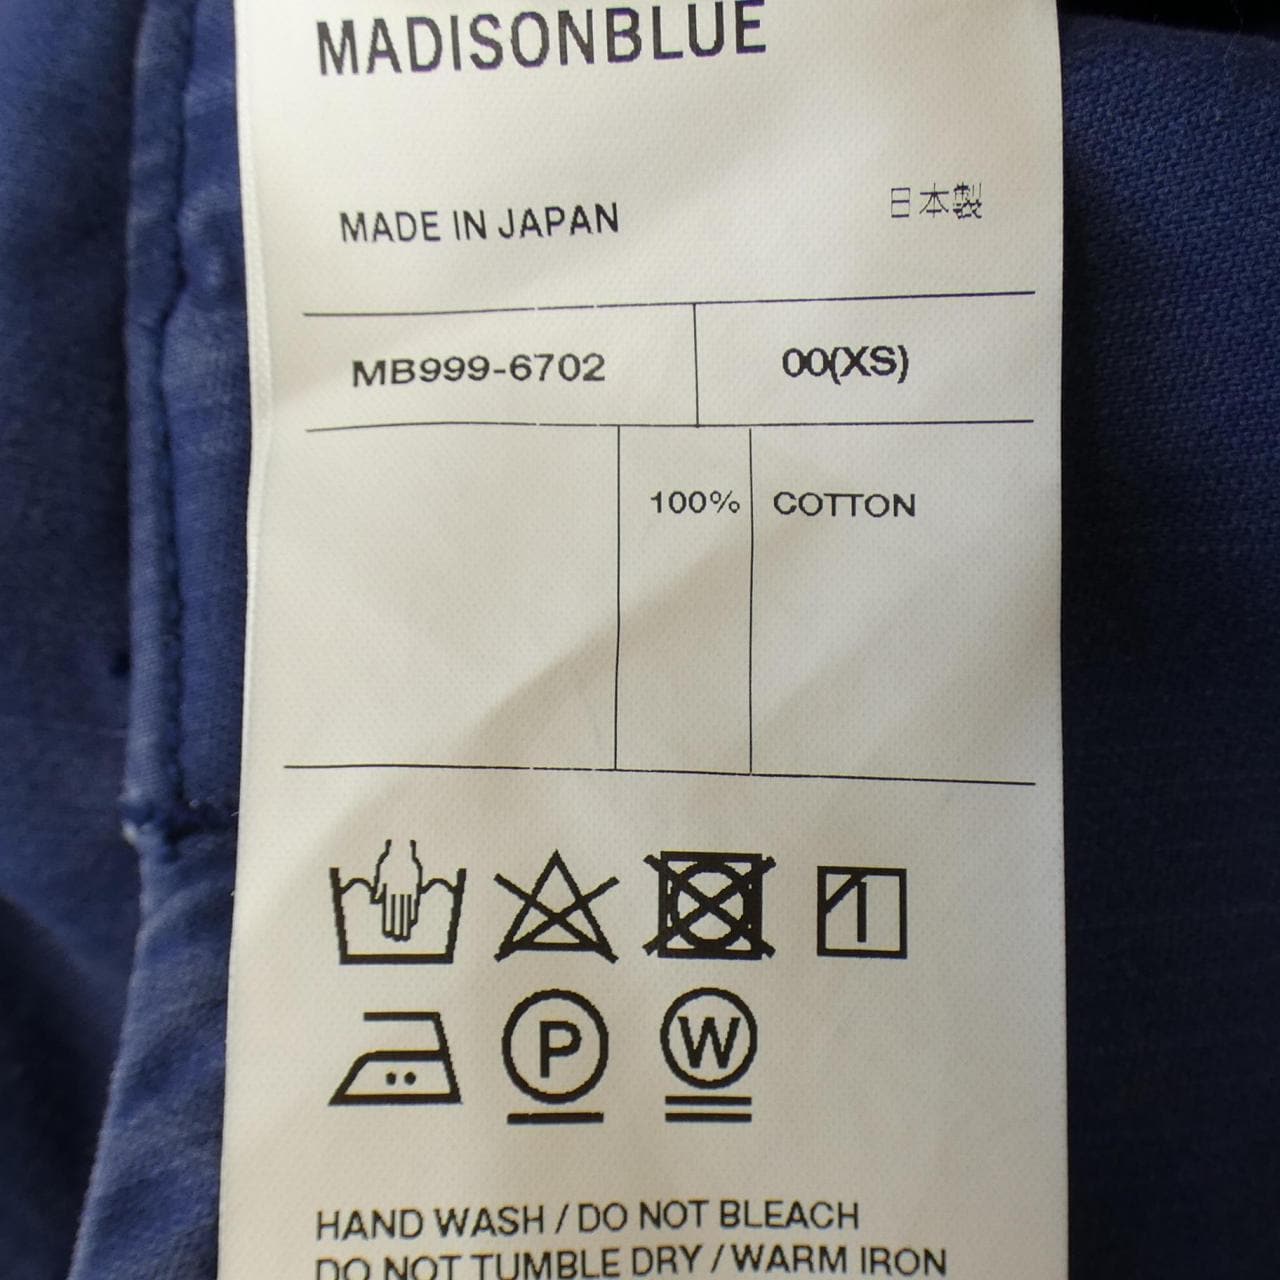 MADISONBLUE
MADE IN JAPAN 日本製
MB999-6702 00(XS)
100% COTTON
P W
HAND WASH / DO NOT BLEACH
DO NOT TUMBLE DRY / WARM IRON